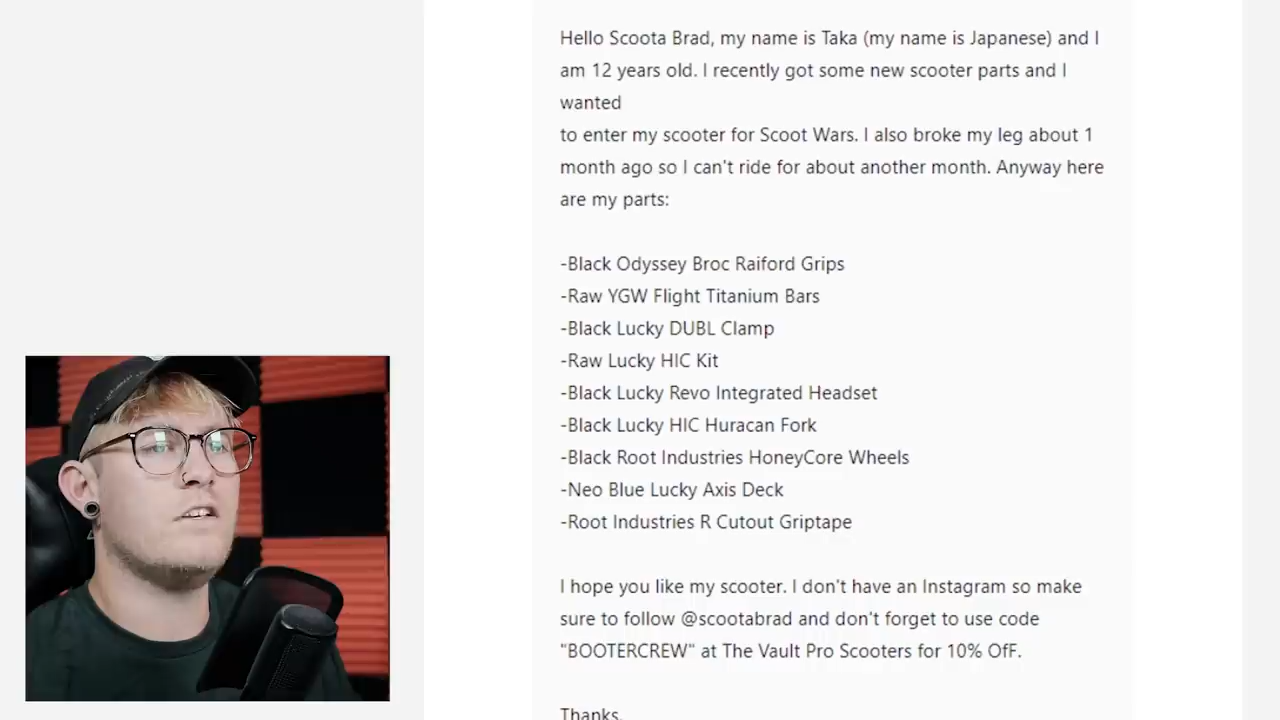 Hello Scoota Brad, my name is Taka (my name is Japanese) and I
am 12 years old. I recently got some new scooter parts and I
wanted
to enter my scooter for Scoot Wars. I also broke my leg about 1
month ago so I can't ride for about another month. Anyway here
are my parts:
-Black Odyssey Broc Raiford Grips
-Raw YGW Flight Titanium Bars
-Black Lucky DUBL Clamp
-Raw Lucky HIC Kit
-Black Lucky Revo Integrated Headset
-Black Lucky HIC Huracan Fork
-Black Root Industries HoneyCore Wheels
-Neo Blue Lucky Axis Deck
-Root Industries R Cutout Griptape
I hope you like my scooter. I don't have an Instagram so make
sure to follow @scootabrad and don't forget to use code
"BOOTERCREW" at The Vault Pro Scooters for 10% OfF.
Thanks,